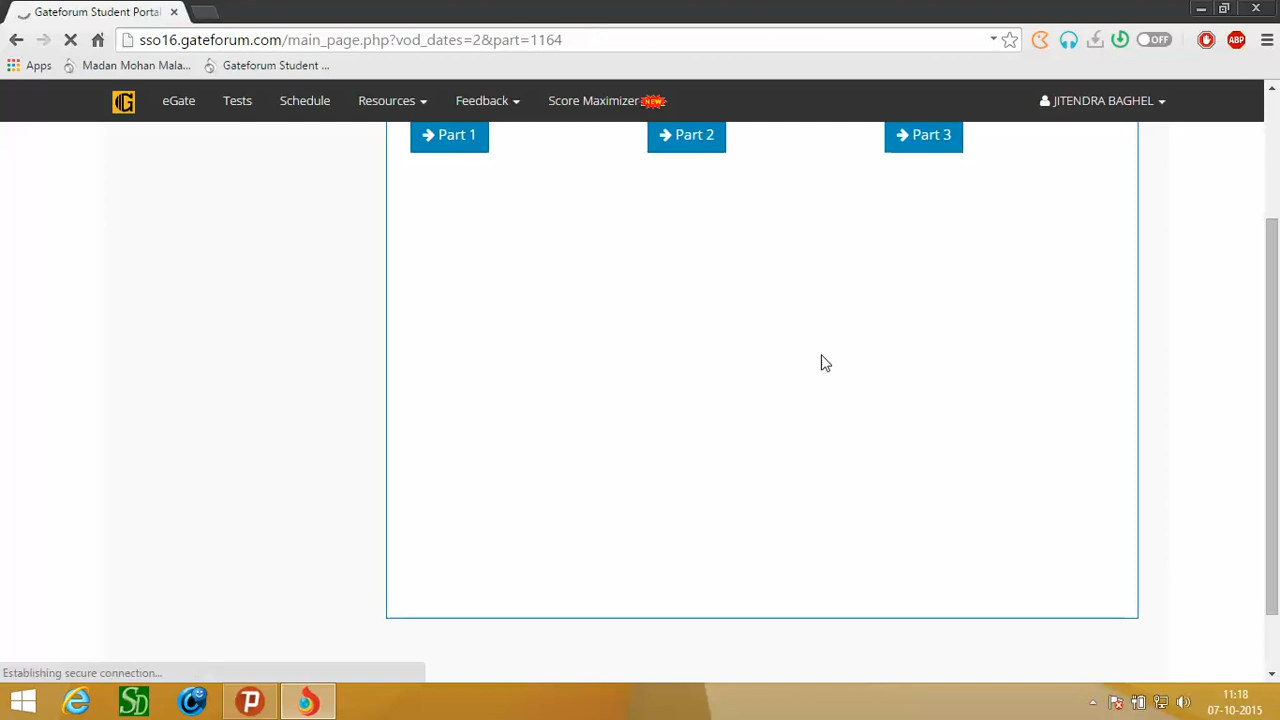 Gateforum Student Portal
sso16.gateforum.com/main_page.php?vod_dates=2&part=1164
OFF
ABP
Apps
Madan Mohan Mala...
Gateforum Student ...
G
eGate
Tests
Schedule
Resources
Feedback
Score Maximizer NEW
JITENDRA BAGHEL
Part 1
Part 2
Part 3
Establishing secure connection...
SD
P
11:18
07-10-2015